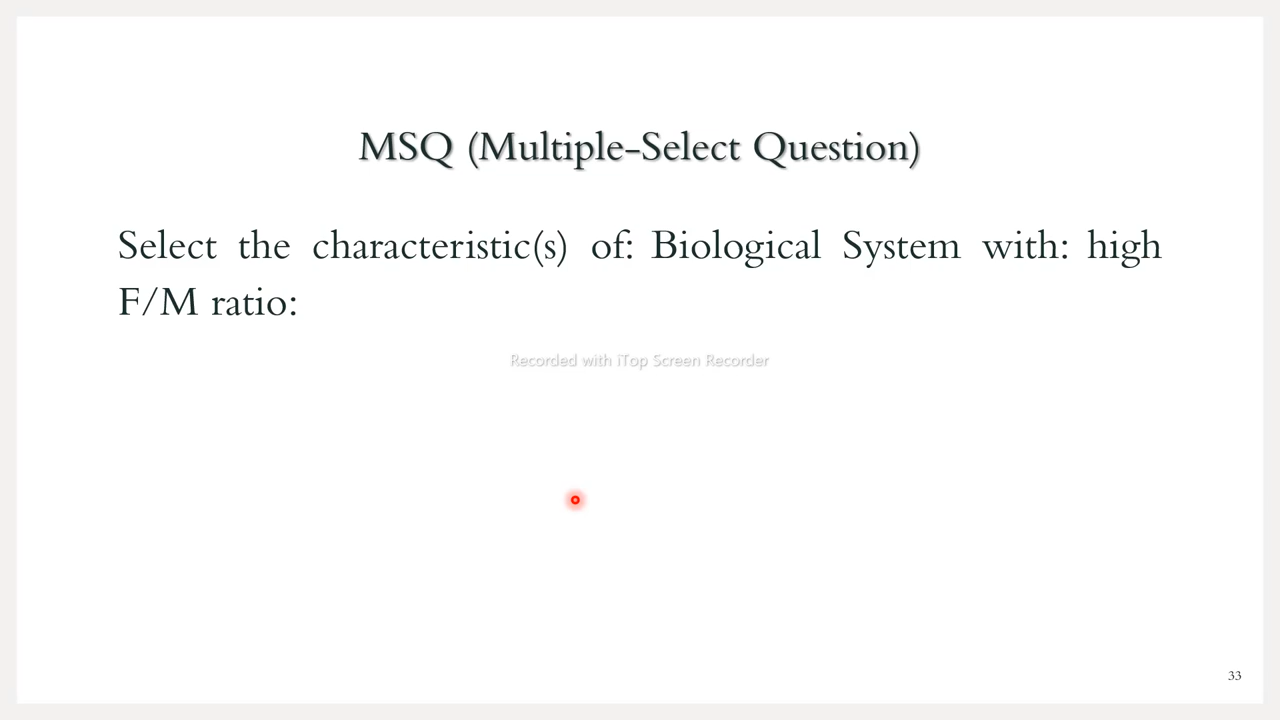 MSQ (Multiple-Select Question)
Select the characteristic(s) of: Biological System with: high
F/M ratio:
Recorded with iTop Screen Recorder
33